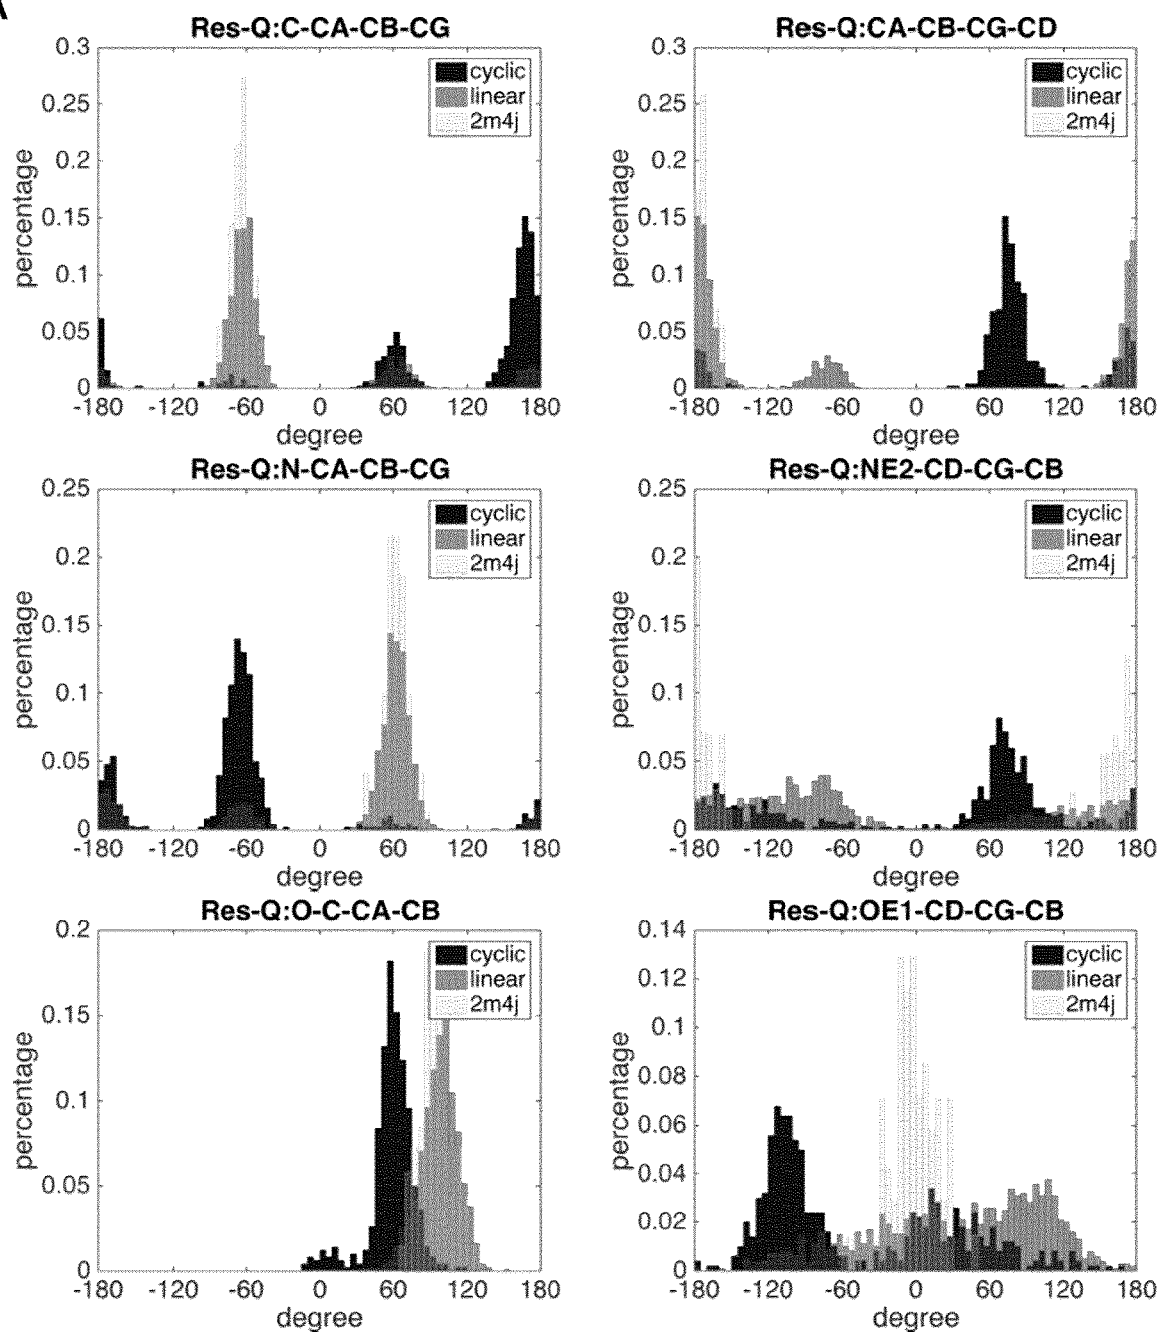 A
Res-Q:C-CA-CB-CG
0.3
0.25
0.2
0.15
0.1
0.05
0
percentage
cyclic
linear
2m4j
-180 -120 -60 0 60 120 180
degree
Res-Q:CA-CB-CG-CD
0.3
0.25
0.2
0.15
0.1
0.05
0
percentage
cyclic
linear
2m4j
-180 -120 -60 0 60 120 180
degree
Res-Q:N-CA-CB-CG
0.25
0.2
0.15
0.1
0.05
0
percentage
cyclic
linear
2m4j
-180 -120 -60 0 60 120 180
degree
Res-Q:NE2-CD-CG-CB
0.25
0.2
0.15
0.1
0.05
0
percentage
cyclic
linear
2m4j
-180 -120 -60 0 60 120 180
degree
Res-Q:O-C-CA-CB
0.2
0.15
0.1
0.05
0
percentage
cyclic
linear
2m4j
-180 -120 -60 0 60 120 180
degree
Res-Q:OE1-CD-CG-CB
0.14
0.12
0.1
0.08
0.06
0.04
0.02
0
percentage
cyclic
linear
2m4j
-180 -120 -60 0 60 120 180
degree